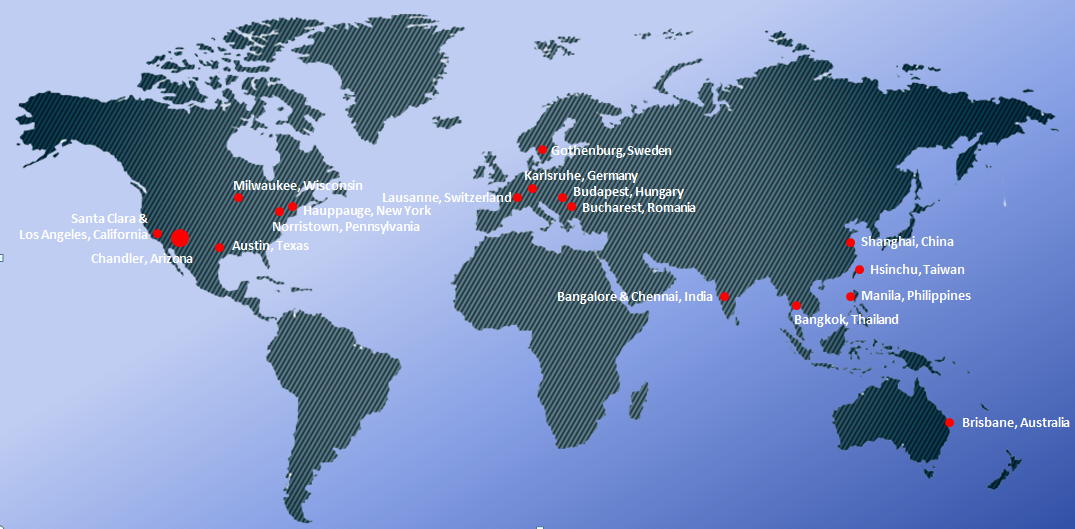 Gothenburg, Sweden
Karlsruhe, Germany
Milwaukee, Wisconsin
Budapest, Hungary
Lausanne, Switzerland
Bucharest, Romania
Hauppauge, New York
Santa Clara &
Los Angeles, California
Norristown, Pennsylvania
Austin, Texas
Shanghai, China
Chandler, Arizona
Hsinchu, Taiwan
Bangalore & Chennai, India
Manila, Philippines
Bangkok, Thailand
Brisbane, Australia